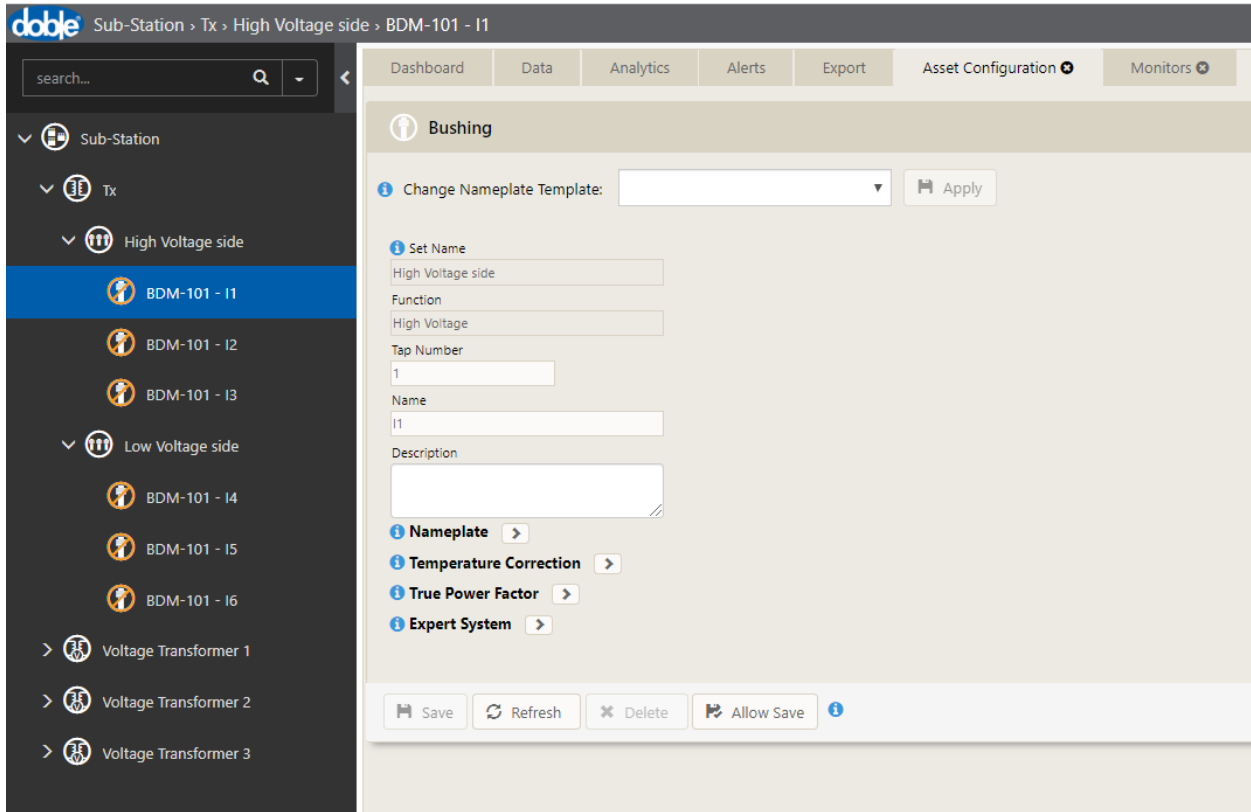 doble Sub-Station › Tx › High Voltage side › BDM-101 - I1
search...
Sub-Station
Tx
High Voltage side
BDM-101 - I1
BDM-101 - I2
BDM-101 - I3
Low Voltage side
BDM-101 - I4
BDM-101 - I5
BDM-101 - I6
Voltage Transformer 1
Voltage Transformer 2
Voltage Transformer 3
Dashboard Data Analytics Alerts Export Asset Configuration Monitors
Bushing
Change Nameplate Template: Apply
Set Name
High Voltage side
Function
High Voltage
Tap Number
1
Name
I1
Description
Nameplate
Temperature Correction
True Power Factor
Expert System
Save Refresh Delete Allow Save